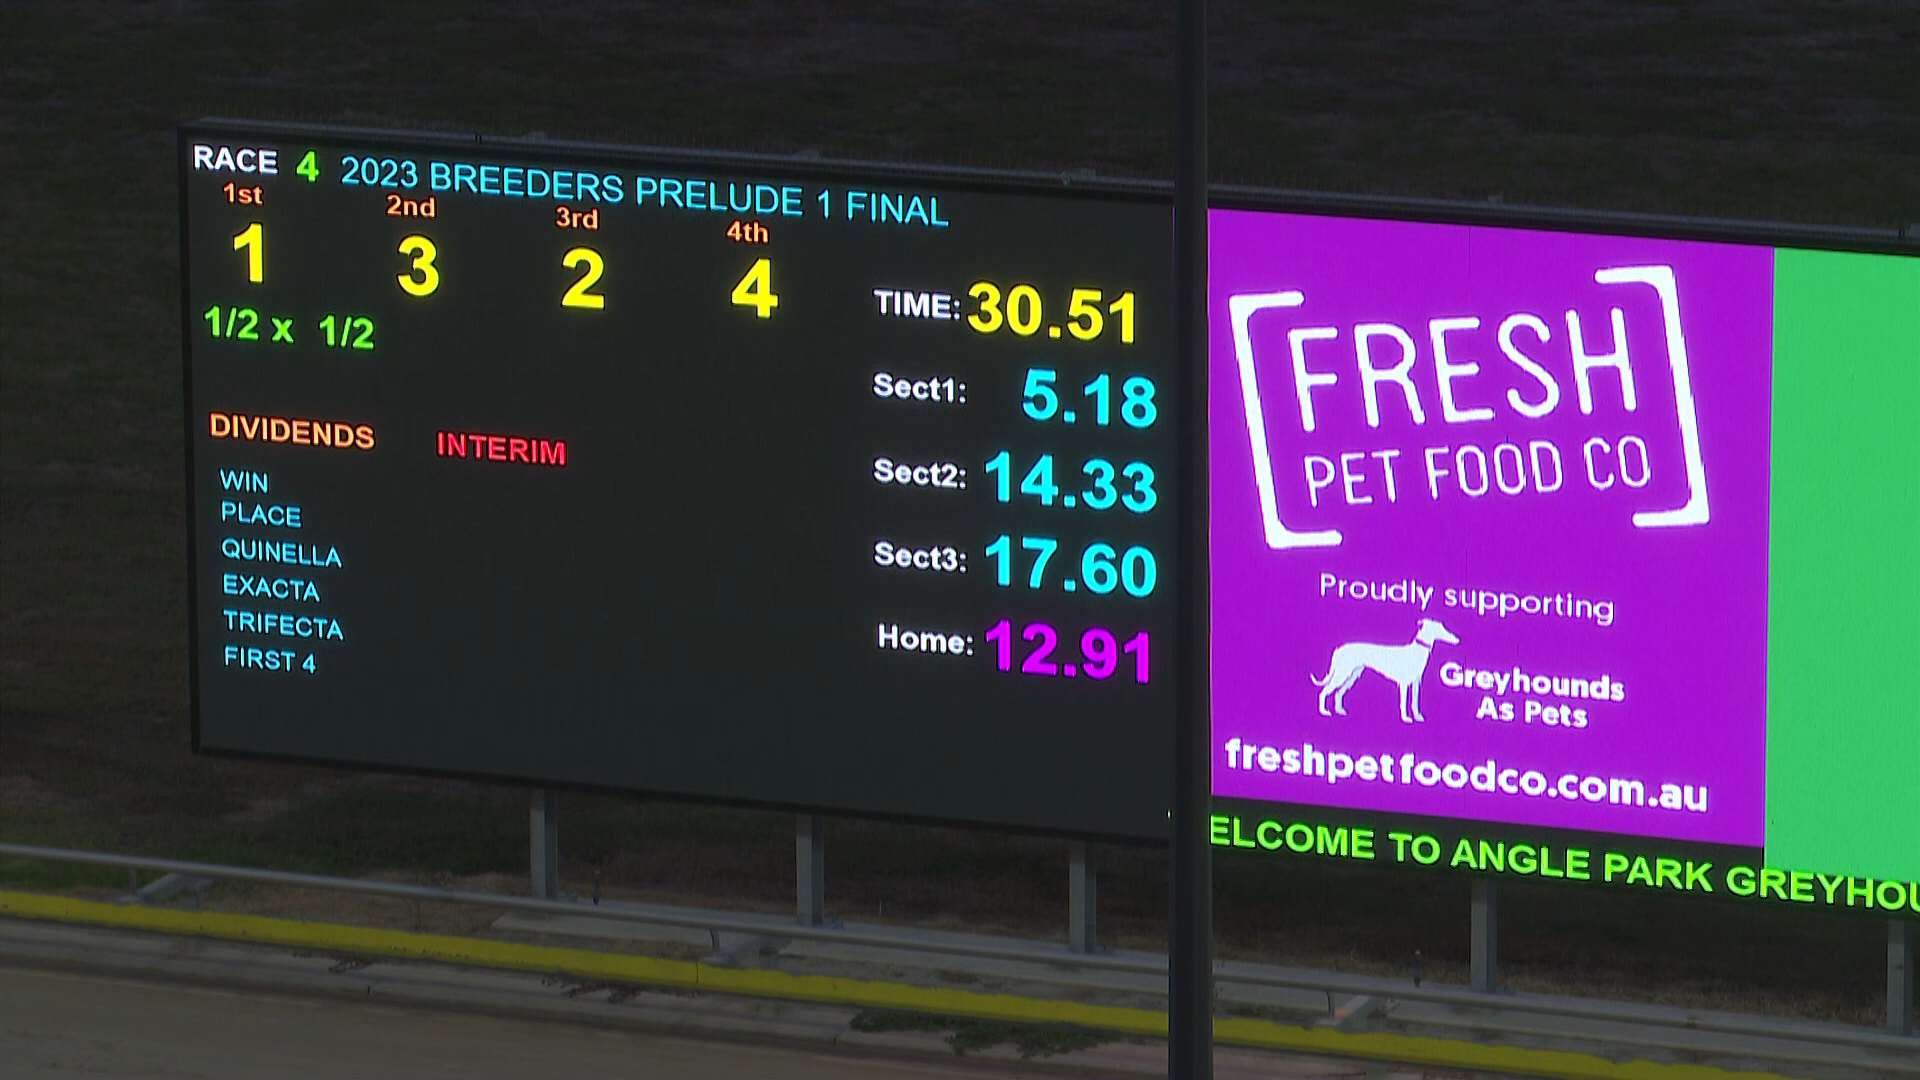 RACE 4 2023 BREEDERS PRELUDE 1 FINAL
1st 2nd 3rd 4th
1 3 2 4
1/2 x 1/2
TIME: 30.51
Sect1: 5.18
Sect2: 14.33
Sect3: 17.60
Home: 12.91
DIVIDENDS INTERIM
WIN
PLACE
QUINELLA
EXACTA
TRIFECTA
FIRST 4
FRESH
PET FOOD CO
Proudly supporting
Greyhounds
As Pets
freshpetfoodco.com.au
ELCOME TO ANGLE PARK GREYHOU